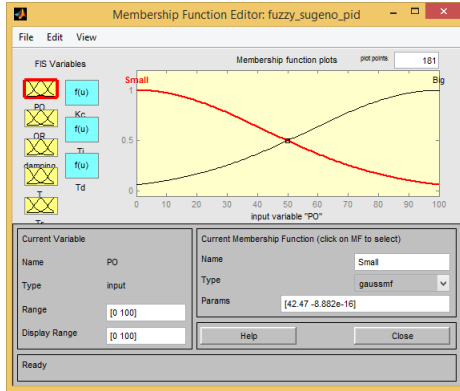 Membership Function Editor: fuzzy_sugeno_pid
File Edit View
FIS Variables
Membership function plots
plot points:
181
PO
OR
damping
T
Tr
f(u)
Kc
f(u)
Ti
f(u)
Td
Small
Big
1
0.5
0
0 10 20 30 40 50 60 70 80 90 100
input variable "PO"
Current Variable
Name PO
Type input
Range [0 100]
Display Range [0 100]
Current Membership Function (click on MF to select)
Name Small
Type gaussmf
Params [42.47 -8.882e-16]
Help Close
Ready